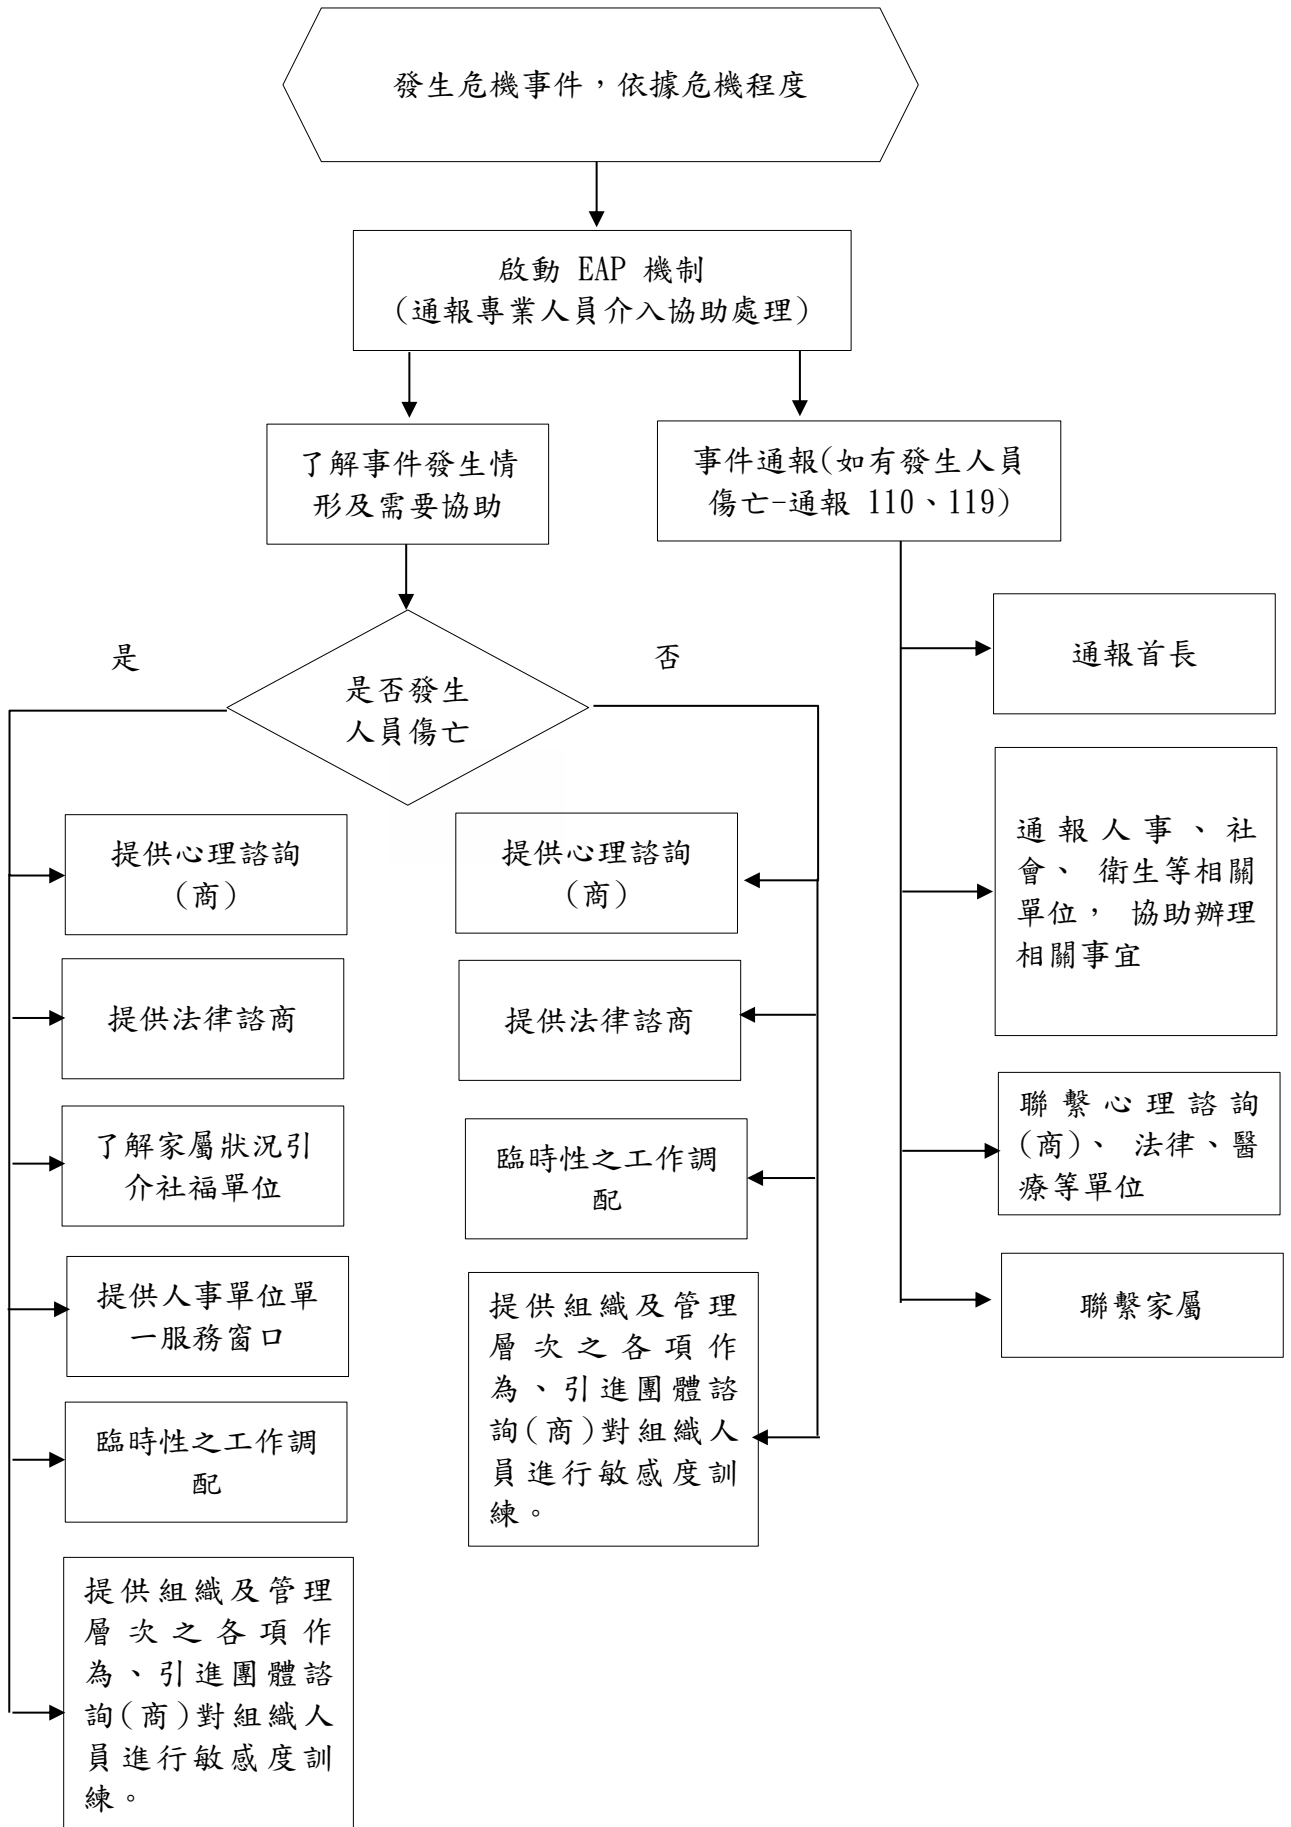 發生危機事件，依據危機程度
啟動 EAP 機制
(通報專業人員介入協助處理)
了解事件發生情
形及需要協助
事件通報(如有發生人員
傷亡-通報 110、119)
是
否
是否發生
人員傷亡
提供心理諮詢
(商)
提供法律諮商
了解家屬狀況引
介社福單位
提供人事單位單
一服務窗口
臨時性之工作調
配
提供組織及管理
層次之各項作
為、引進團體諮
詢(商)對組織人
員進行敏感度訓
練。
提供心理諮詢
(商)
提供法律諮商
臨時性之工作調
配
提供組織及管理
層次之各項作
為、引進團體諮
詢(商)對組織人
員進行敏感度訓
練。
通報首長
通報人事、社
會、 衛生等相關
單位， 協助辦理
相關事宜
聯繫心理諮詢
(商)、 法律、醫
療等單位
聯繫家屬